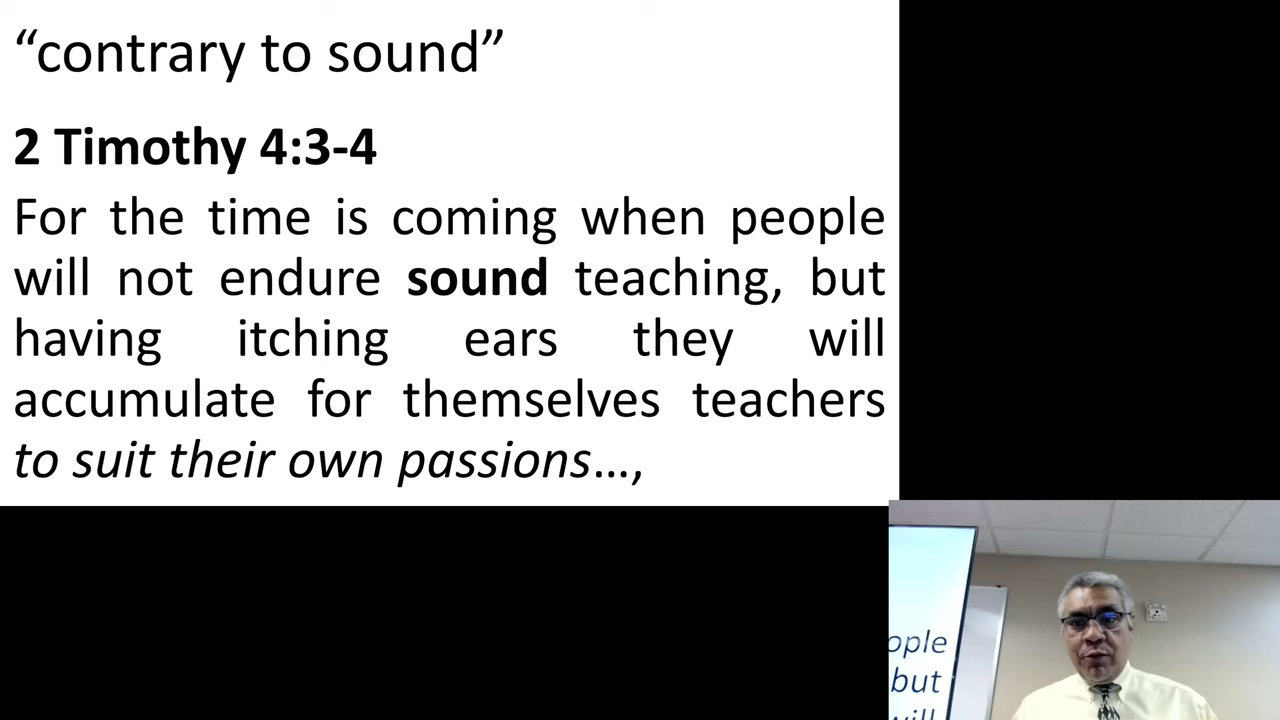 “contrary to sound”
2 Timothy 4:3-4
For the time is coming when people
will not endure sound teaching, but
having itching ears they will
accumulate for themselves teachers
to suit their own passions…,
ople
but
will